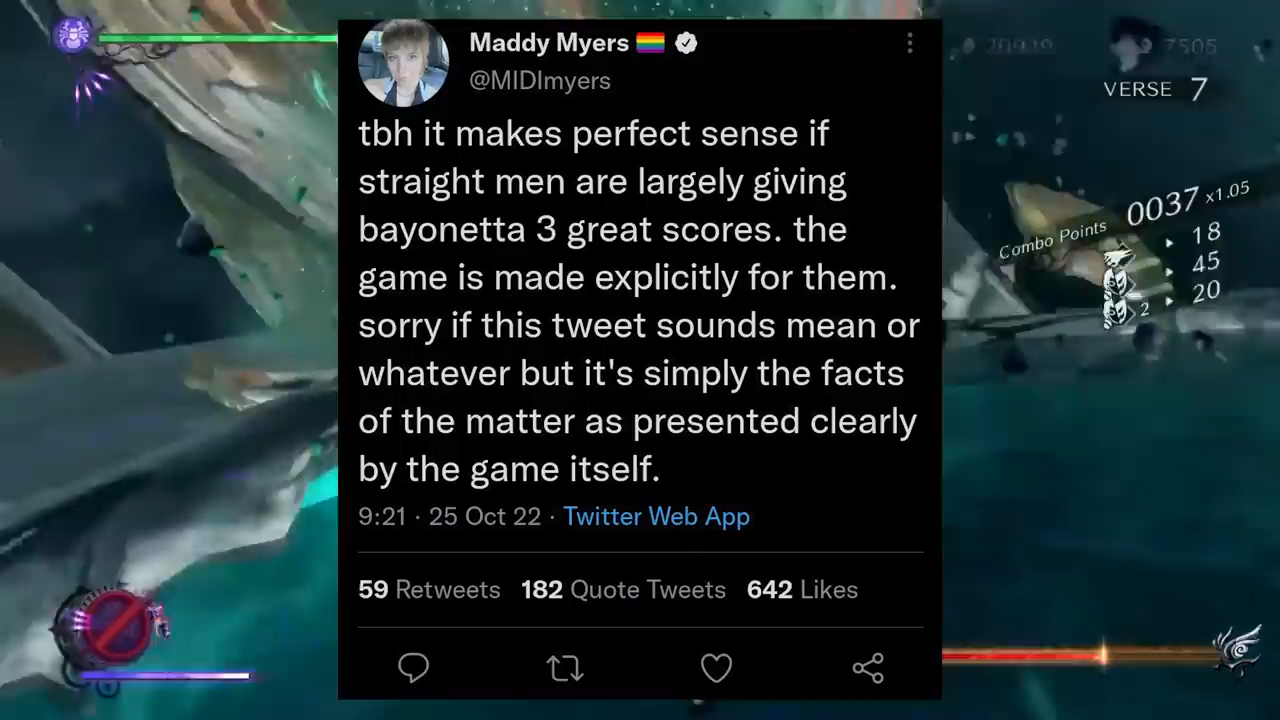 Maddy Myers 🏳️‍🌈
@MIDImyers
7505
VERSE 7
tbh it makes perfect sense if
straight men are largely giving
bayonetta 3 great scores. the
game is made explicitly for them.
sorry if this tweet sounds mean or
whatever but it's simply the facts
of the matter as presented clearly
by the game itself.
9:21 · 25 Oct 22 · Twitter Web App
59 Retweets 182 Quote Tweets 642 Likes
0037 x1.05
Combo Points
18
45
2
20